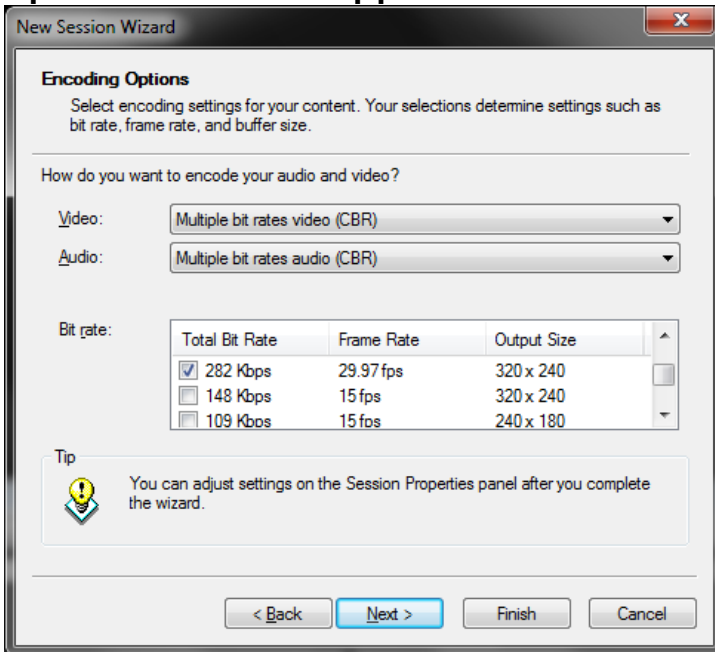 New Session Wizard
Encoding Options
Select encoding settings for your content. Your selections determine settings such as
bit rate, frame rate, and buffer size.
How do you want to encode your audio and video?
Video: Multiple bit rates video (CBR)
Audio: Multiple bit rates audio (CBR)
Bit rate:
Total Bit Rate Frame Rate Output Size
282 Kbps 29.97 fps 320 x 240
148 Kbps 15 fps 320 x 240
109 Kbps 15 fps 240 x 180
Tip
You can adjust settings on the Session Properties panel after you complete
the wizard.
< Back Next > Finish Cancel